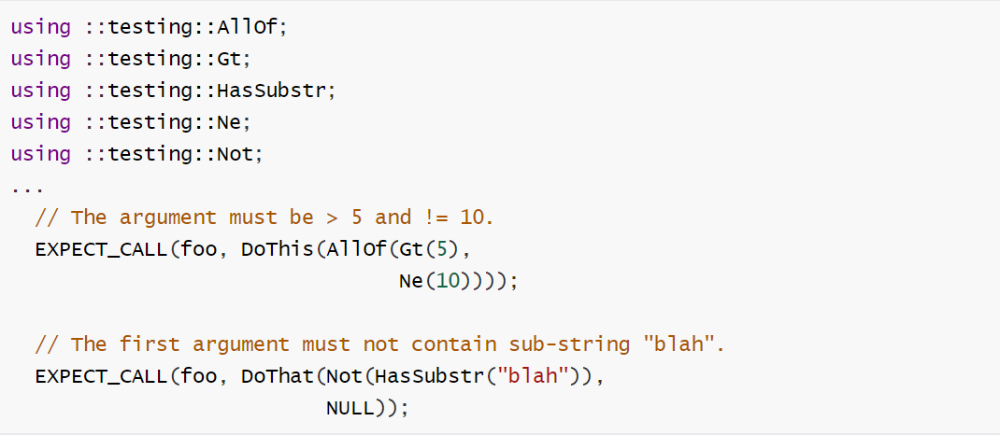 using ::testing::AllOf;
using ::testing::Gt;
using ::testing::HasSubstr;
using ::testing::Ne;
using ::testing::Not;
...
  // The argument must be > 5 and != 10.
  EXPECT_CALL(foo, DoThis(AllOf(Gt(5),
                                Ne(10))));

  // The first argument must not contain sub-string "blah".
  EXPECT_CALL(foo, DoThat(Not(HasSubstr("blah")),
                          NULL));